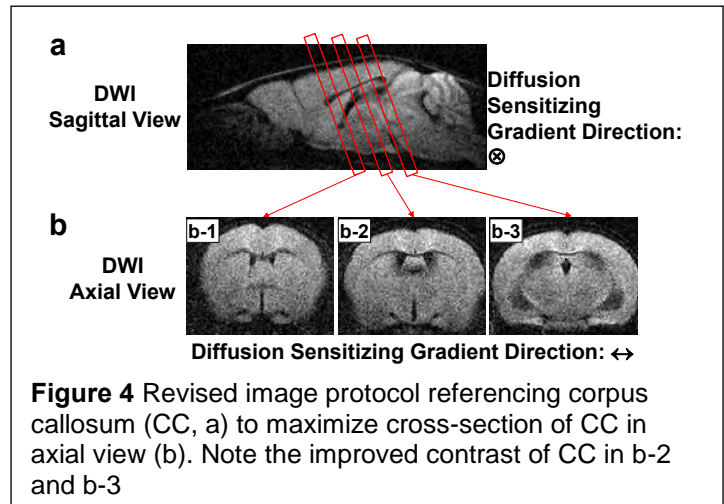 a
DWI
Sagittal View
Diffusion
Sensitizing
Gradient Direction:
⊗
b
DWI
Axial View
b-1
b-2
b-3
Diffusion Sensitizing Gradient Direction: ↔
Figure 4 Revised image protocol referencing corpus
callosum (CC, a) to maximize cross-section of CC in
axial view (b). Note the improved contrast of CC in b-2
and b-3